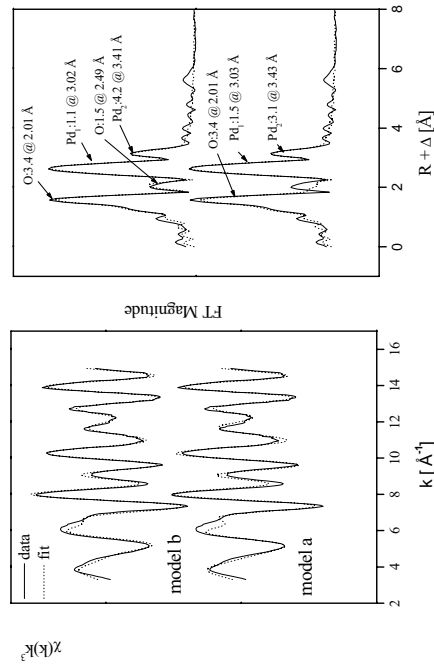 χ(k)k³
data
fit
model b
model a
2 4 6 8 10 12 14 16
k [ Å⁻¹]
FT Magnitude
O:3.4 @ 2.01 Å
Pd₁:1.1 @ 3.02 Å
O:1.5 @ 2.49 Å
Pd₂:4.2 @ 3.41 Å
O:3.4 @ 2.01 Å
Pd₁:1.5 @ 3.03 Å
Pd₂:3.1 @ 3.43 Å
0 2 4 6 8
R + Δ [Å]